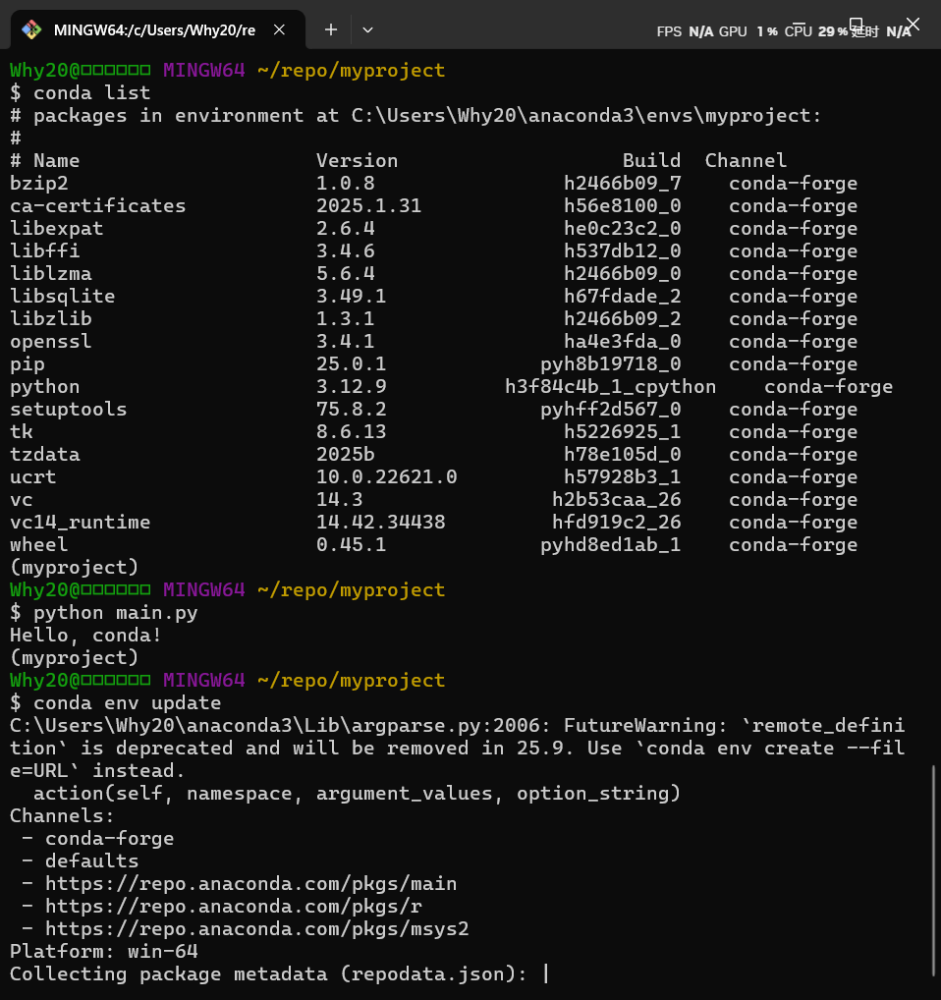 MINGW64:/c/Users/Why20/re
FPS N/A GPU 1 % CPU 29 % 延时 N/A
Why20@□□□□□□ MINGW64 ~/repo/myproject
$ conda list
# packages in environment at C:\Users\Why20\anaconda3\envs\myproject:
#
# Name Version Build Channel
bzip2 1.0.8 h2466b09_7 conda-forge
ca-certificates 2025.1.31 h56e8100_0 conda-forge
libexpat 2.6.4 he0c23c2_0 conda-forge
libffi 3.4.6 h537db12_0 conda-forge
liblzma 5.6.4 h2466b09_0 conda-forge
libsqlite 3.49.1 h67fdade_2 conda-forge
libzlib 1.3.1 h2466b09_2 conda-forge
openssl 3.4.1 ha4e3fda_0 conda-forge
pip 25.0.1 pyh8b19718_0 conda-forge
python 3.12.9 h3f84c4b_1_cpython conda-forge
setuptools 75.8.2 pyhff2d567_0 conda-forge
tk 8.6.13 h5226925_1 conda-forge
tzdata 2025b h78e105d_0 conda-forge
ucrt 10.0.22621.0 h57928b3_1 conda-forge
vc 14.3 h2b53caa_26 conda-forge
vc14_runtime 14.42.34438 hfd919c2_26 conda-forge
wheel 0.45.1 pyhd8ed1ab_1 conda-forge
(myproject)
Why20@□□□□□□ MINGW64 ~/repo/myproject
$ python main.py
Hello, conda!
(myproject)
Why20@□□□□□□ MINGW64 ~/repo/myproject
$ conda env update
C:\Users\Why20\anaconda3\Lib\argparse.py:2006: FutureWarning: `remote_defini
tion` is deprecated and will be removed in 25.9. Use `conda env create --fil
e=URL` instead.
action(self, namespace, argument_values, option_string)
Channels:
- conda-forge
- defaults
- https://repo.anaconda.com/pkgs/main
- https://repo.anaconda.com/pkgs/r
- https://repo.anaconda.com/pkgs/msys2
Platform: win-64
Collecting package metadata (repodata.json): |